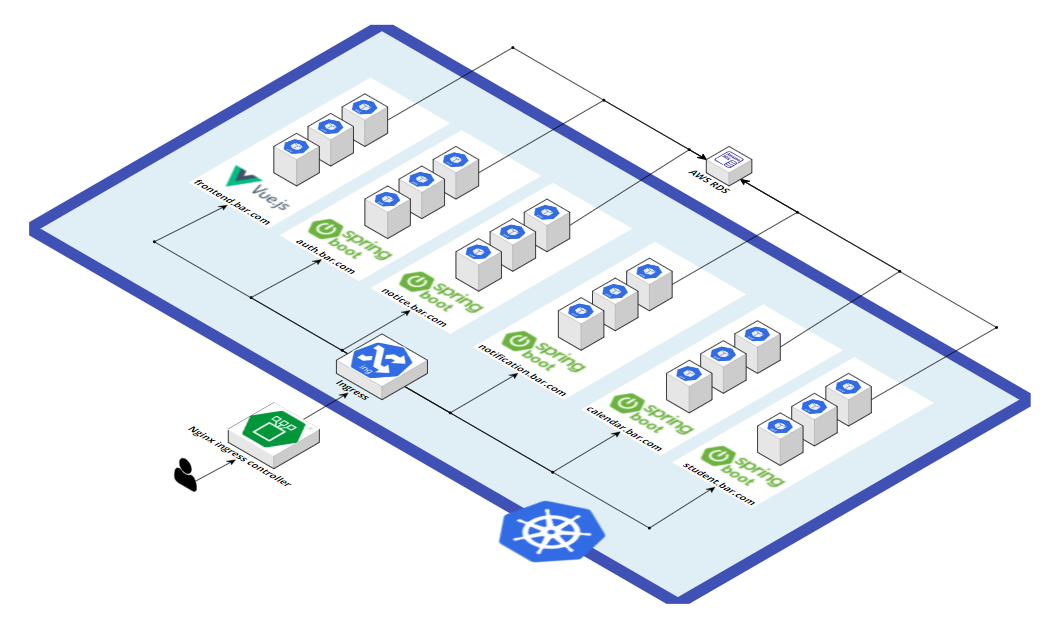 AWS RDS
Vue.js
frontend.bar.com
spring
boot
auth.bar.com
spring
boot
notice.bar.com
spring
boot
notification.bar.com
spring
boot
calendar.bar.com
spring
boot
student.bar.com
ing
Ingress
Nginx ingress controller